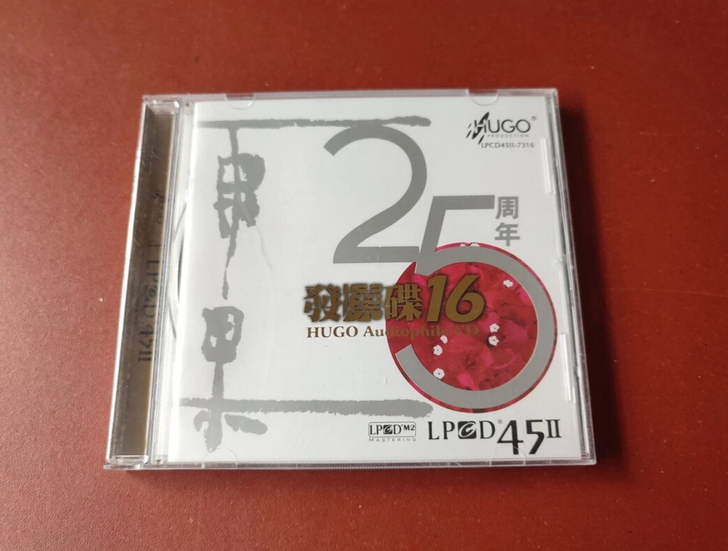 HUGO®
PRODUCTION
LPCD45II-7316
25
周年
發燒碟16
HUGO Audiophile CD
LPCD M2
MASTERING
LPCD®45II
LPCD45II